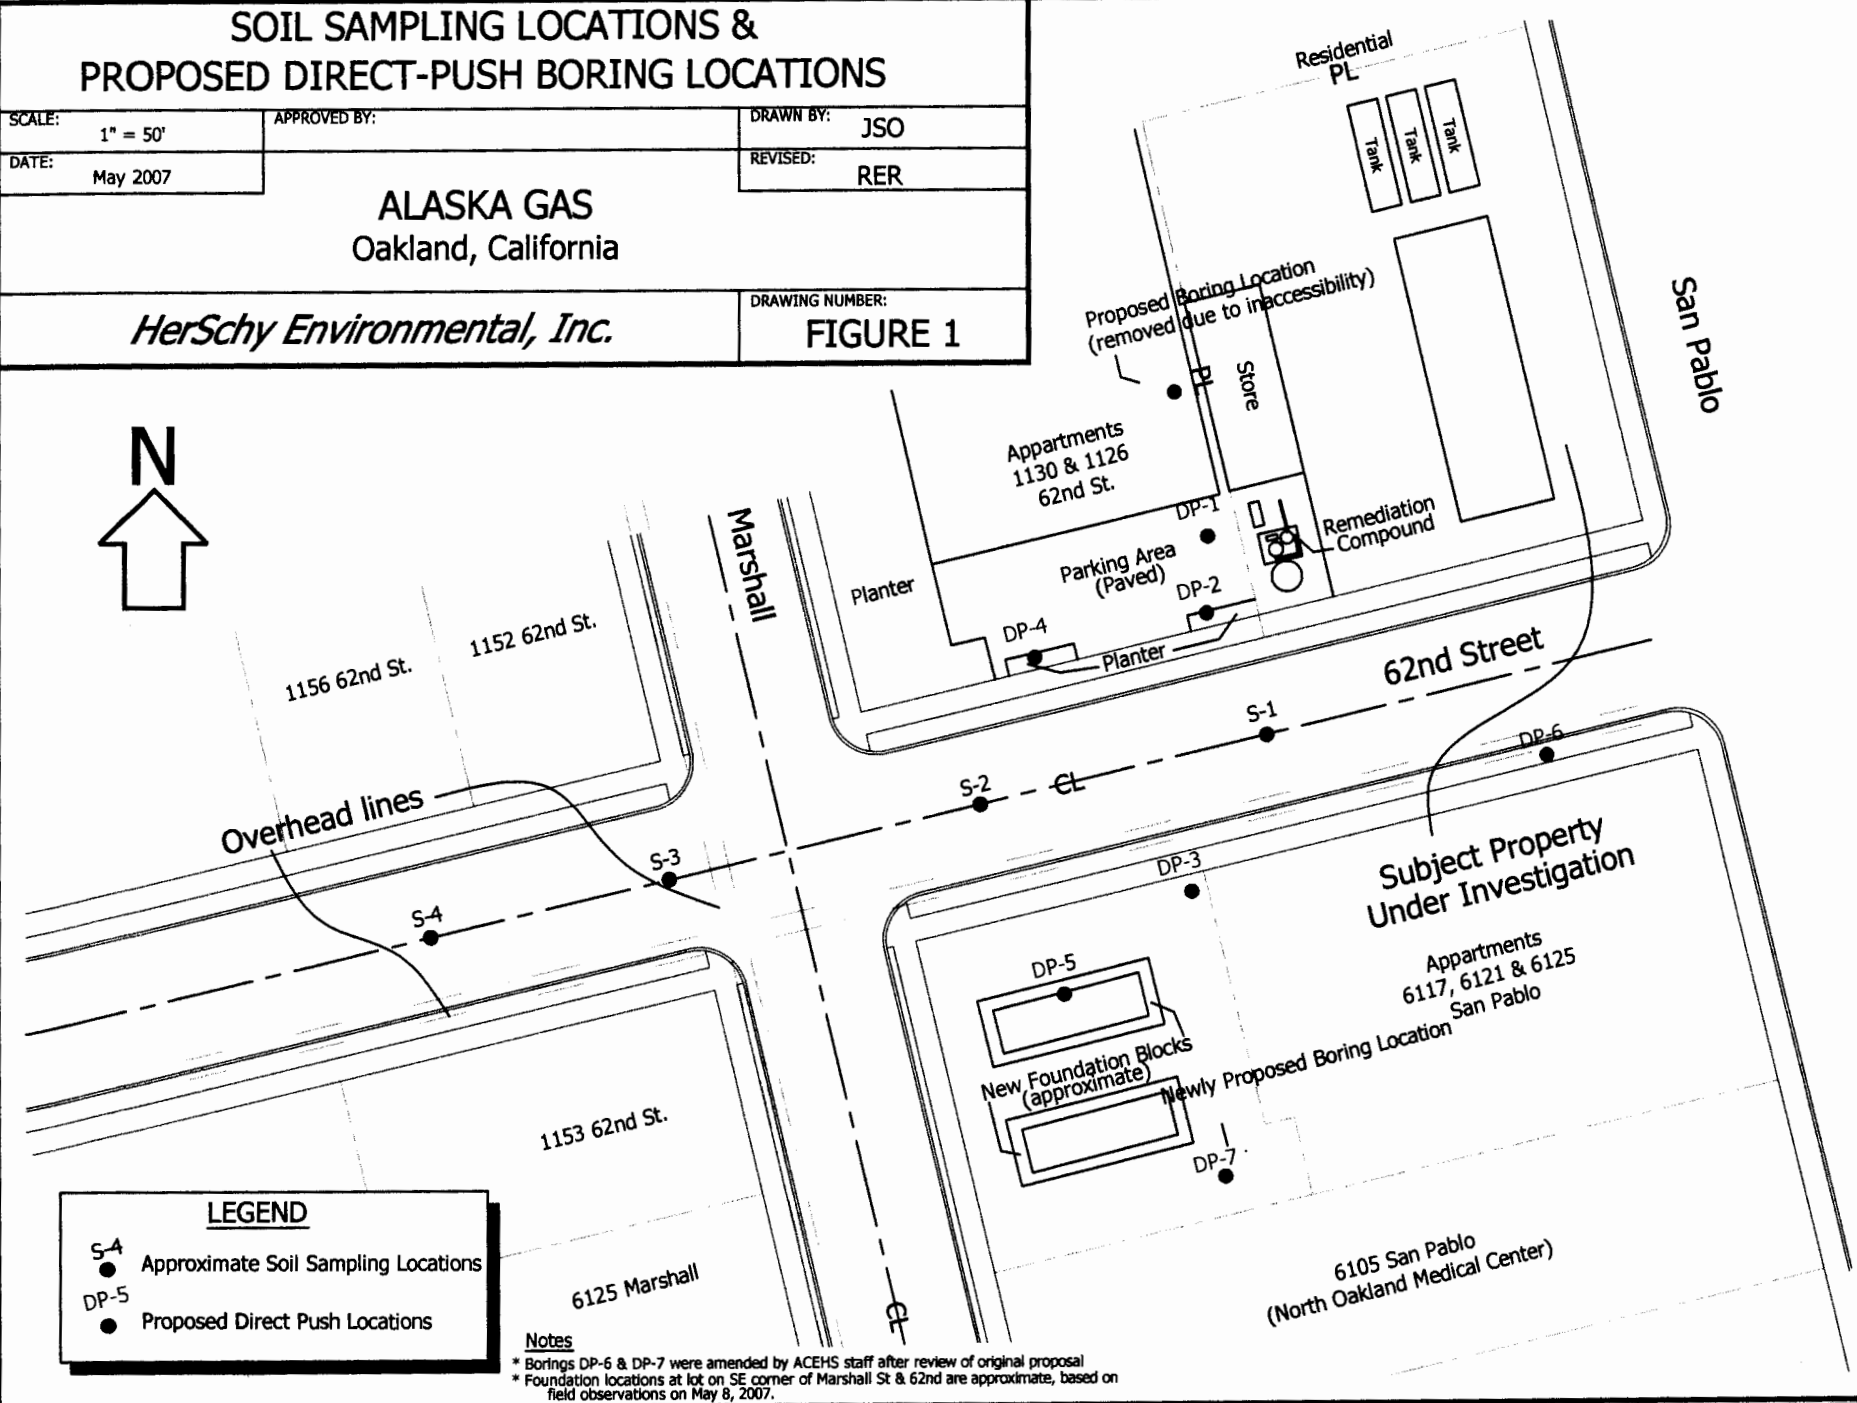 SOIL SAMPLING LOCATIONS &
PROPOSED DIRECT-PUSH BORING LOCATIONS
SCALE:
1" = 50'
APPROVED BY:
DRAWN BY:
JSO
DATE:
May 2007
REVISED:
RER
ALASKA GAS
Oakland, California
HerSchy Environmental, Inc.
DRAWING NUMBER:
FIGURE 1
N
Residential
PL
Tank
Tank
Tank
San Pablo
Proposed Boring Location
(removed due to inaccessibility)
PL
Store
Appartments
1130 & 1126
62nd St.
DP-1
Remediation
Compound
Parking Area
(Paved)
Planter
DP-2
DP-4
Planter
Marshall
1152 62nd St.
1156 62nd St.
62nd Street
S-1
DP-6
S-2
CL
Overhead lines
S-3
S-4
DP-3
Subject Property
Under Investigation
Appartments
6117, 6121 & 6125
San Pablo
DP-5
New Foundation Blocks
(approximate)
Newly Proposed Boring Location
DP-7
1153 62nd St.
6125 Marshall
CL
6105 San Pablo
(North Oakland Medical Center)
LEGEND
S-4
Approximate Soil Sampling Locations
DP-5
Proposed Direct Push Locations
Notes
* Borings DP-6 & DP-7 were amended by ACEHS staff after review of original proposal
* Foundation locations at lot on SE corner of Marshall St & 62nd are approximate, based on
field observations on May 8, 2007.